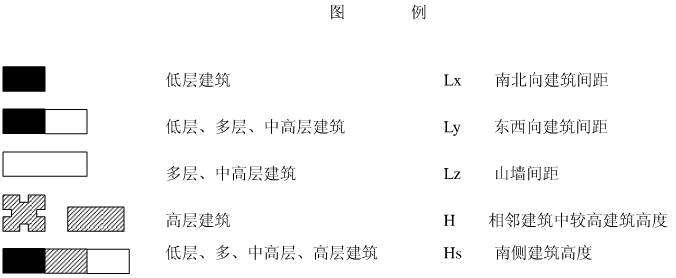 图 例
低层建筑 Lx 南北向建筑间距
低层、多层、中高层建筑 Ly 东西向建筑间距
多层、中高层建筑 Lz 山墙间距
高层建筑 H 相邻建筑中较高建筑高度
低层、多、中高层、高层建筑 Hs 南侧建筑高度